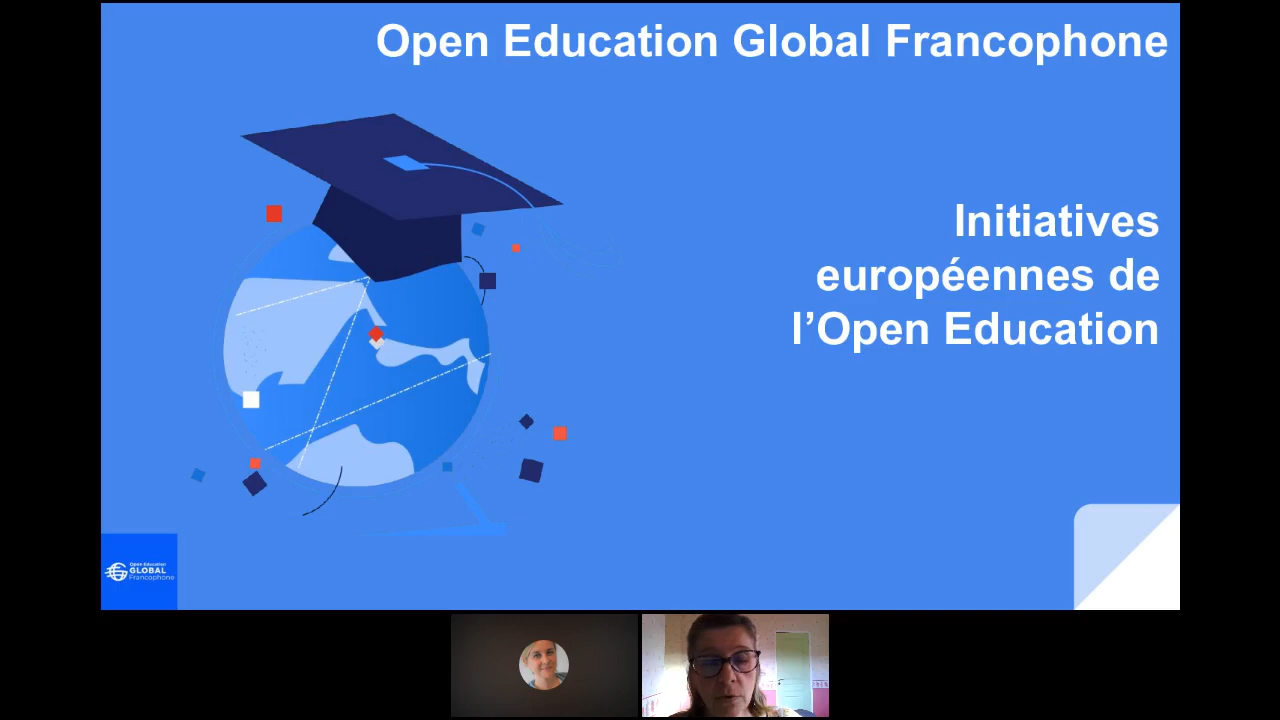 Open Education Global Francophone
Initiatives
européennes de
l’Open Education
Open Education
GLOBAL
Francophone